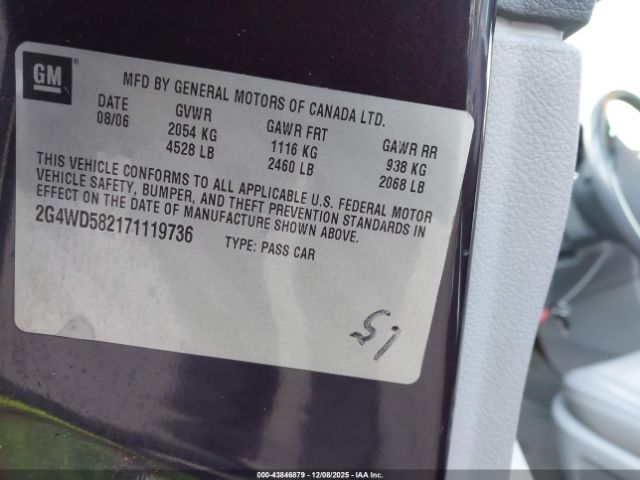 GM
MFD BY GENERAL MOTORS OF CANADA LTD.
DATE GVWR GAWR FRT GAWR RR
08/06 2054 KG 1116 KG 938 KG
4528 LB 2460 LB 2068 LB
THIS VEHICLE CONFORMS TO ALL APPLICABLE U.S. FEDERAL MOTOR
VEHICLE SAFETY, BUMPER, AND THEFT PREVENTION STANDARDS IN
EFFECT ON THE DATE OF MANUFACTURE SHOWN ABOVE.
2G4WD582171119736 TYPE: PASS CAR
000-43846879 | 12/08/2025 | IAA Inc.